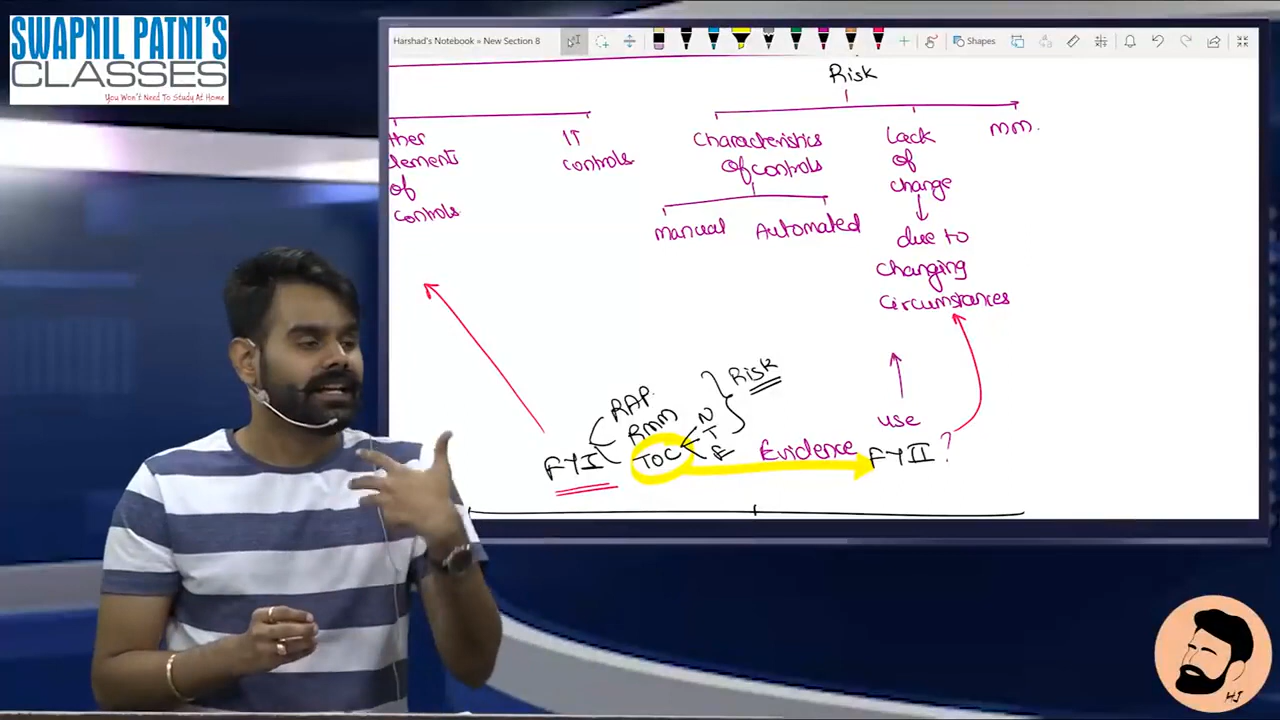 SWAPNIL PATNI'S
CLASSES
You Won't Need To Study At Home
Harshad's Notebook » New Section 8
Shapes
Risk
ther
lements
of
controls
IT
controls
Characteristics
of controls
Manual
Automated
Lack
of
change
due to
changing
circumstances
mm.
FYI
RAP.
RMM
TOC
N
T
E
Risk
Evidence
use
FYII ?
HJ